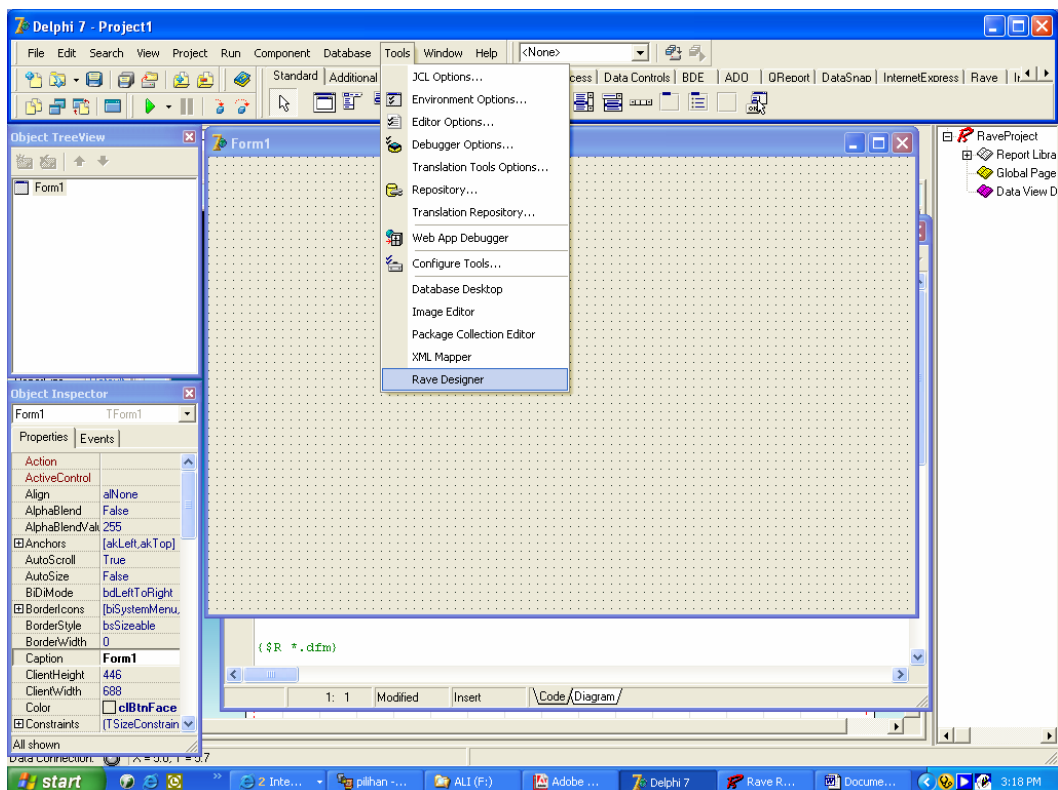 Delphi 7 - Project1
File Edit Search View Project Run Component Database Tools Window Help <None>
Standard Additional cess Data Controls BDE ADO QReport DataSnap InternetExpress Rave
JCL Options...
Environment Options...
Editor Options...
Debugger Options...
Translation Tools Options...
Repository...
Translation Repository...
Web App Debugger
Configure Tools...
Database Desktop
Image Editor
Package Collection Editor
XML Mapper
Rave Designer
Object TreeView
Form1
Form1
RaveProject
Report Libra
Global Page
Data View D
Object Inspector
Form1 TForm1
Properties Events
Action
ActiveControl
Align alNone
AlphaBlend False
AlphaBlendValu 255
Anchors [akLeft,akTop]
AutoScroll True
AutoSize False
BiDiMode bdLeftToRight
BorderIcons [biSystemMenu,
BorderStyle bsSizeable
BorderWidth 0
Caption Form1
ClientHeight 446
ClientWidth 688
Color clBtnFace
Constraints (TSizeConstrain
All shown
{$R *.dfm}
1: 1 Modified Insert Code Diagram
Data Connection:
start 2 Inte... pilihan -... ALI (F:) Adobe ... Delphi 7 Rave R... Docume... 3:18 PM